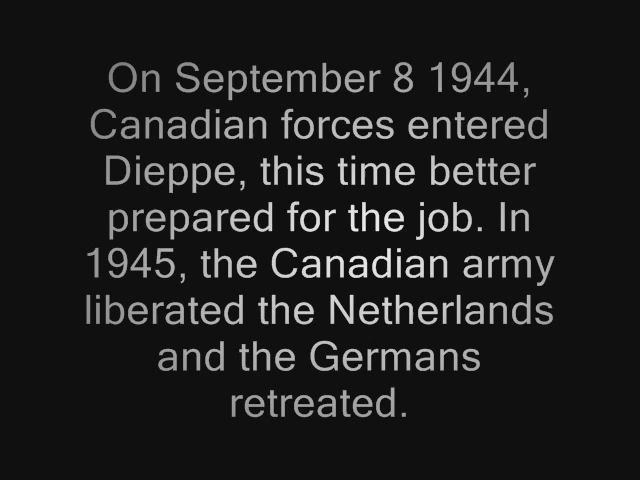 On September 8 1944,
Canadian forces entered
Dieppe, this time better
prepared for the job. In
1945, the Canadian army
liberated the Netherlands
and the Germans
retreated.